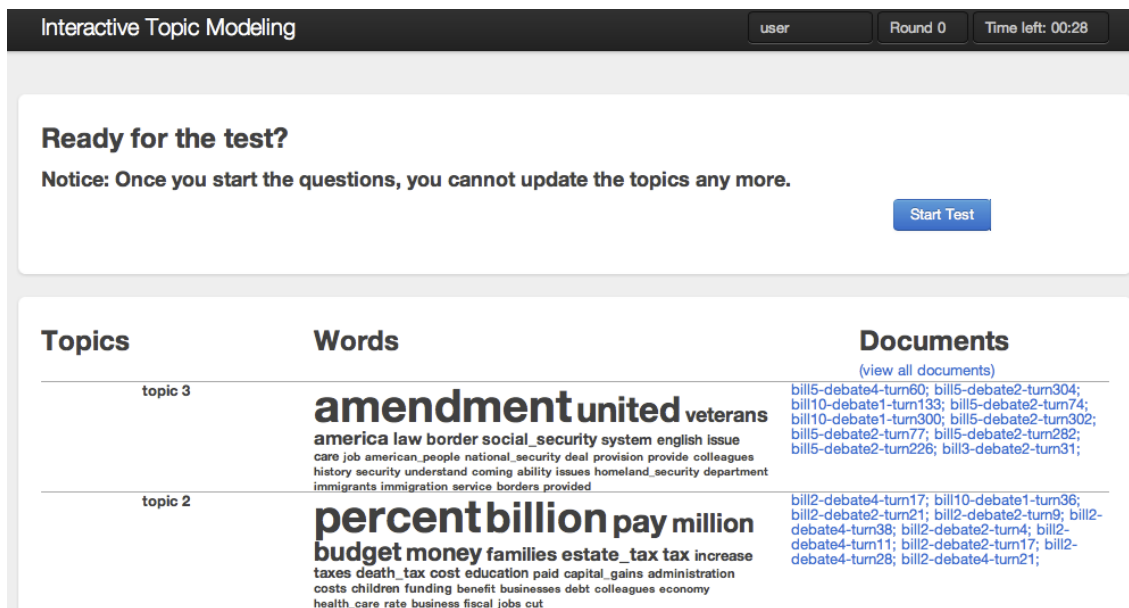 Interactive Topic Modeling
user
Round 0
Time left: 00:28
Ready for the test?
Notice: Once you start the questions, you cannot update the topics any more.
Start Test
Topics
Words
Documents
(view all documents)
topic 3
amendment united veterans
america law border social_security system english issue
care job american_people national_security deal provision provide colleagues
history security understand coming ability issues homeland_security department
immigrants immigration service borders provided
bill5-debate4-turn60; bill5-debate2-turn304;
bill10-debate1-turn133; bill5-debate2-turn74;
bill10-debate1-turn300; bill5-debate2-turn302;
bill5-debate2-turn77; bill5-debate2-turn282;
bill5-debate2-turn226; bill3-debate2-turn31;
topic 2
percent billion pay million
budget money families estate_tax tax increase
taxes death_tax cost education paid capital_gains administration
costs children funding benefit businesses debt colleagues economy
health_care rate business fiscal jobs cut
bill2-debate4-turn17; bill10-debate1-turn36;
bill2-debate2-turn21; bill2-debate2-turn9; bill2-
debate4-turn38; bill2-debate2-turn4; bill2-
debate4-turn11; bill2-debate2-turn17; bill2-
debate4-turn28; bill2-debate4-turn21;